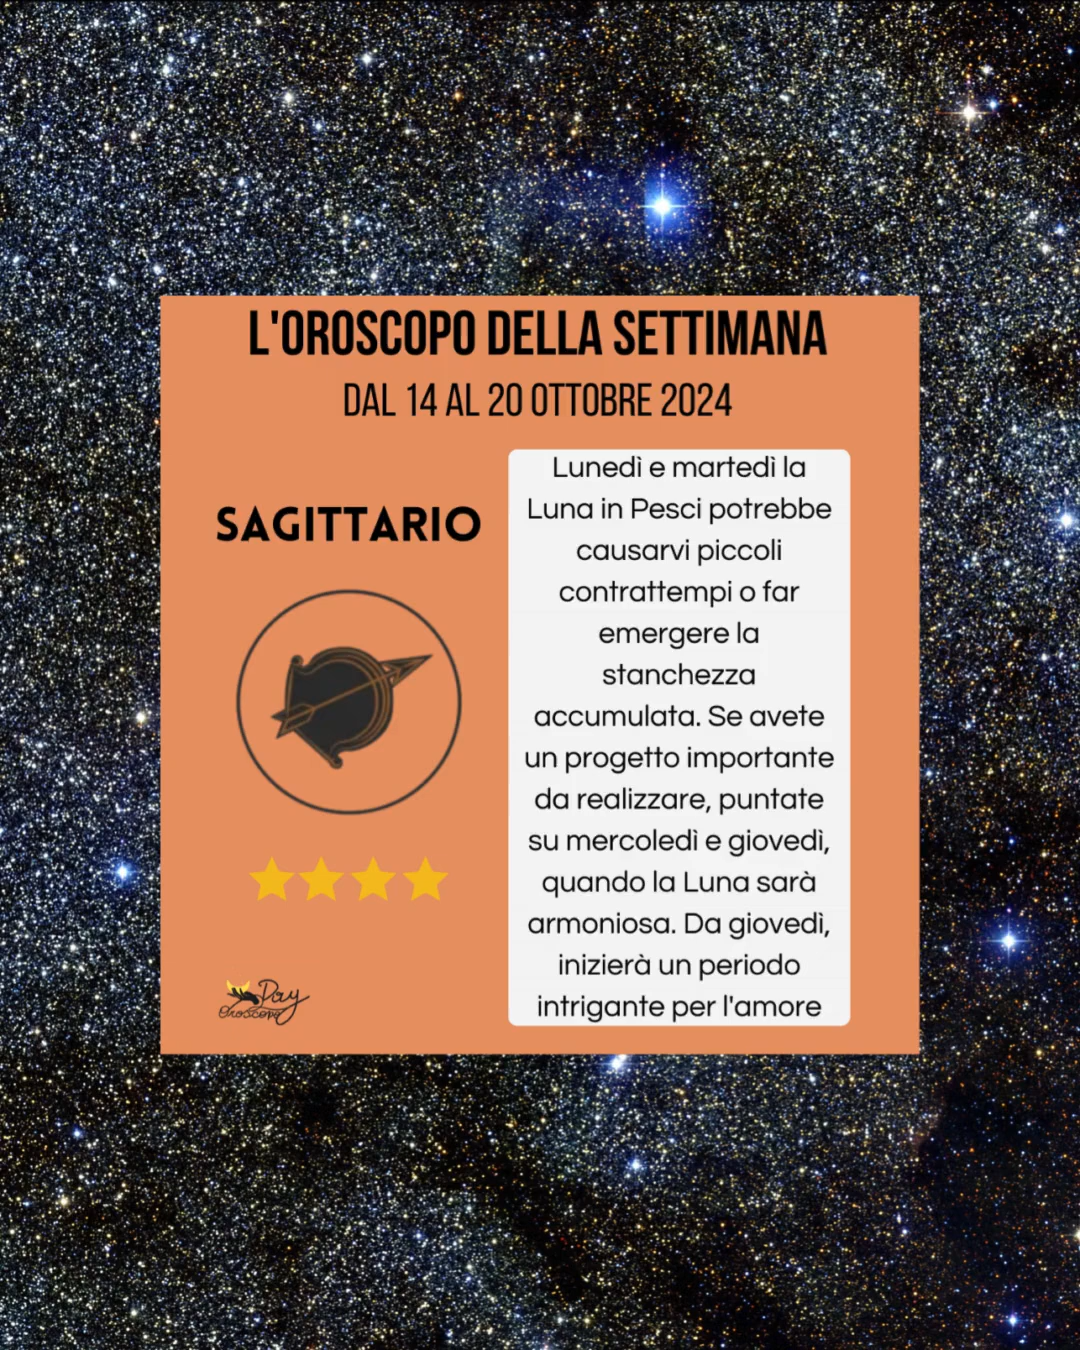 L'OROSCOPO DELLA SETTIMANA
DAL 14 AL 20 OTTOBRE 2024
SAGITTARIO
Lunedì e martedì la
Luna in Pesci potrebbe
causarvi piccoli
contrattempi o far
emergere la
stanchezza
accumulata. Se avete
un progetto importante
da realizzare, puntate
su mercoledì e giovedì,
quando la Luna sarà
armoniosa. Da giovedì,
inizierà un periodo
intrigante per l'amore
Day
Oroscopo